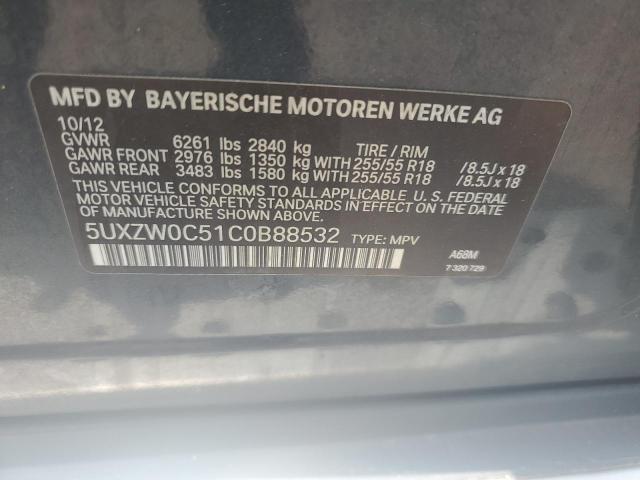 MFD BY BAYERISCHE MOTOREN WERKE AG
10/12
GVWR 6261 lbs 2840 kg TIRE / RIM
GAWR FRONT 2976 lbs 1350 kg WITH 255/55 R18 /8.5J x 18
GAWR REAR 3483 lbs 1580 kg WITH 255/55 R18 /8.5J x 18
THIS VEHICLE CONFORMS TO ALL APPLICABLE U. S. FEDERAL
MOTOR VEHICLE SAFETY STANDARDS IN EFFECT ON THE DATE
OF MANUFACTURE SHOWN ABOVE.
5UXZW0C51C0B88532 TYPE: MPV
A68M
7 320 729